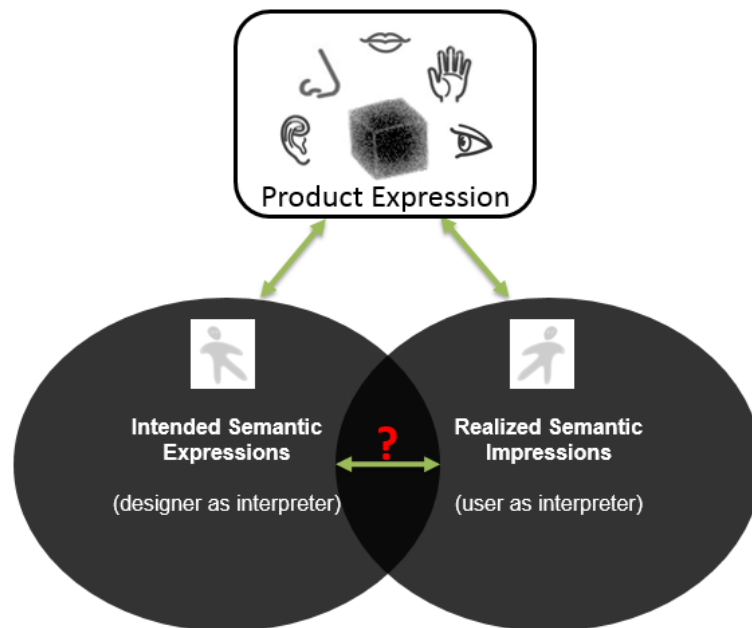 Product Expression
Intended Semantic
Expressions
(designer as interpreter)
?
Realized Semantic
Impressions
(user as interpreter)